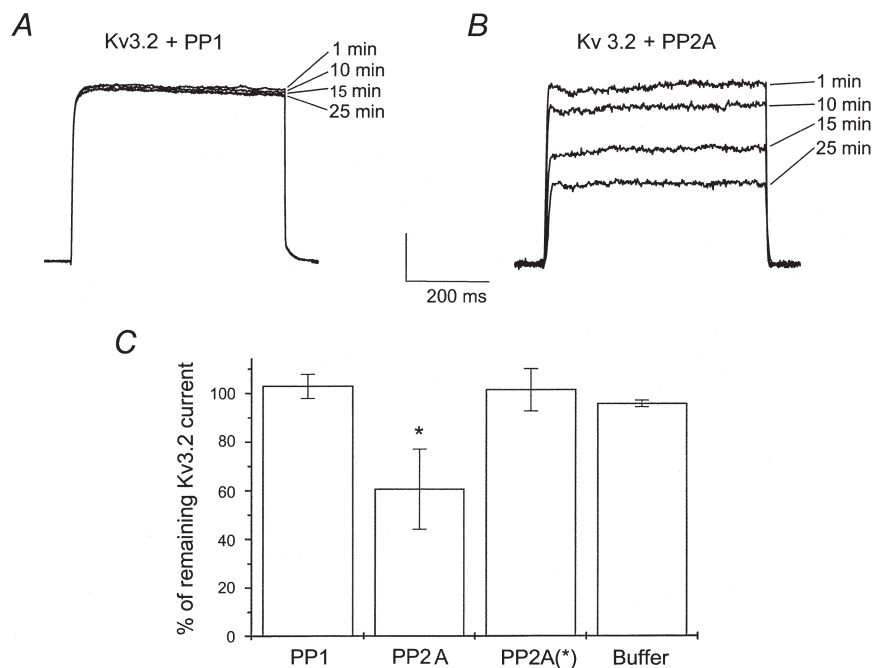 A
Kv3.2 + PP1
1 min
10 min
15 min
25 min
B
Kv 3.2 + PP2A
1 min
10 min
15 min
25 min
200 ms
C
% of remaining Kv3.2 current
100
80
60
40
20
0
*
PP1
PP2A
PP2A(*)
Buffer